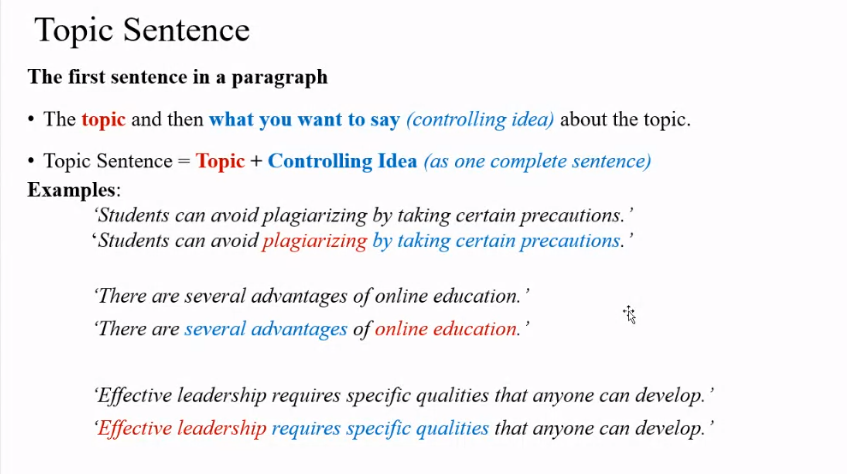 Topic Sentence
The first sentence in a paragraph
• The topic and then what you want to say (controlling idea) about the topic.
• Topic Sentence = Topic + Controlling Idea (as one complete sentence)
Examples:
‘Students can avoid plagiarizing by taking certain precautions.’
‘Students can avoid plagiarizing by taking certain precautions.’
‘There are several advantages of online education.’
‘There are several advantages of online education.’
‘Effective leadership requires specific qualities that anyone can develop.’
‘Effective leadership requires specific qualities that anyone can develop.’